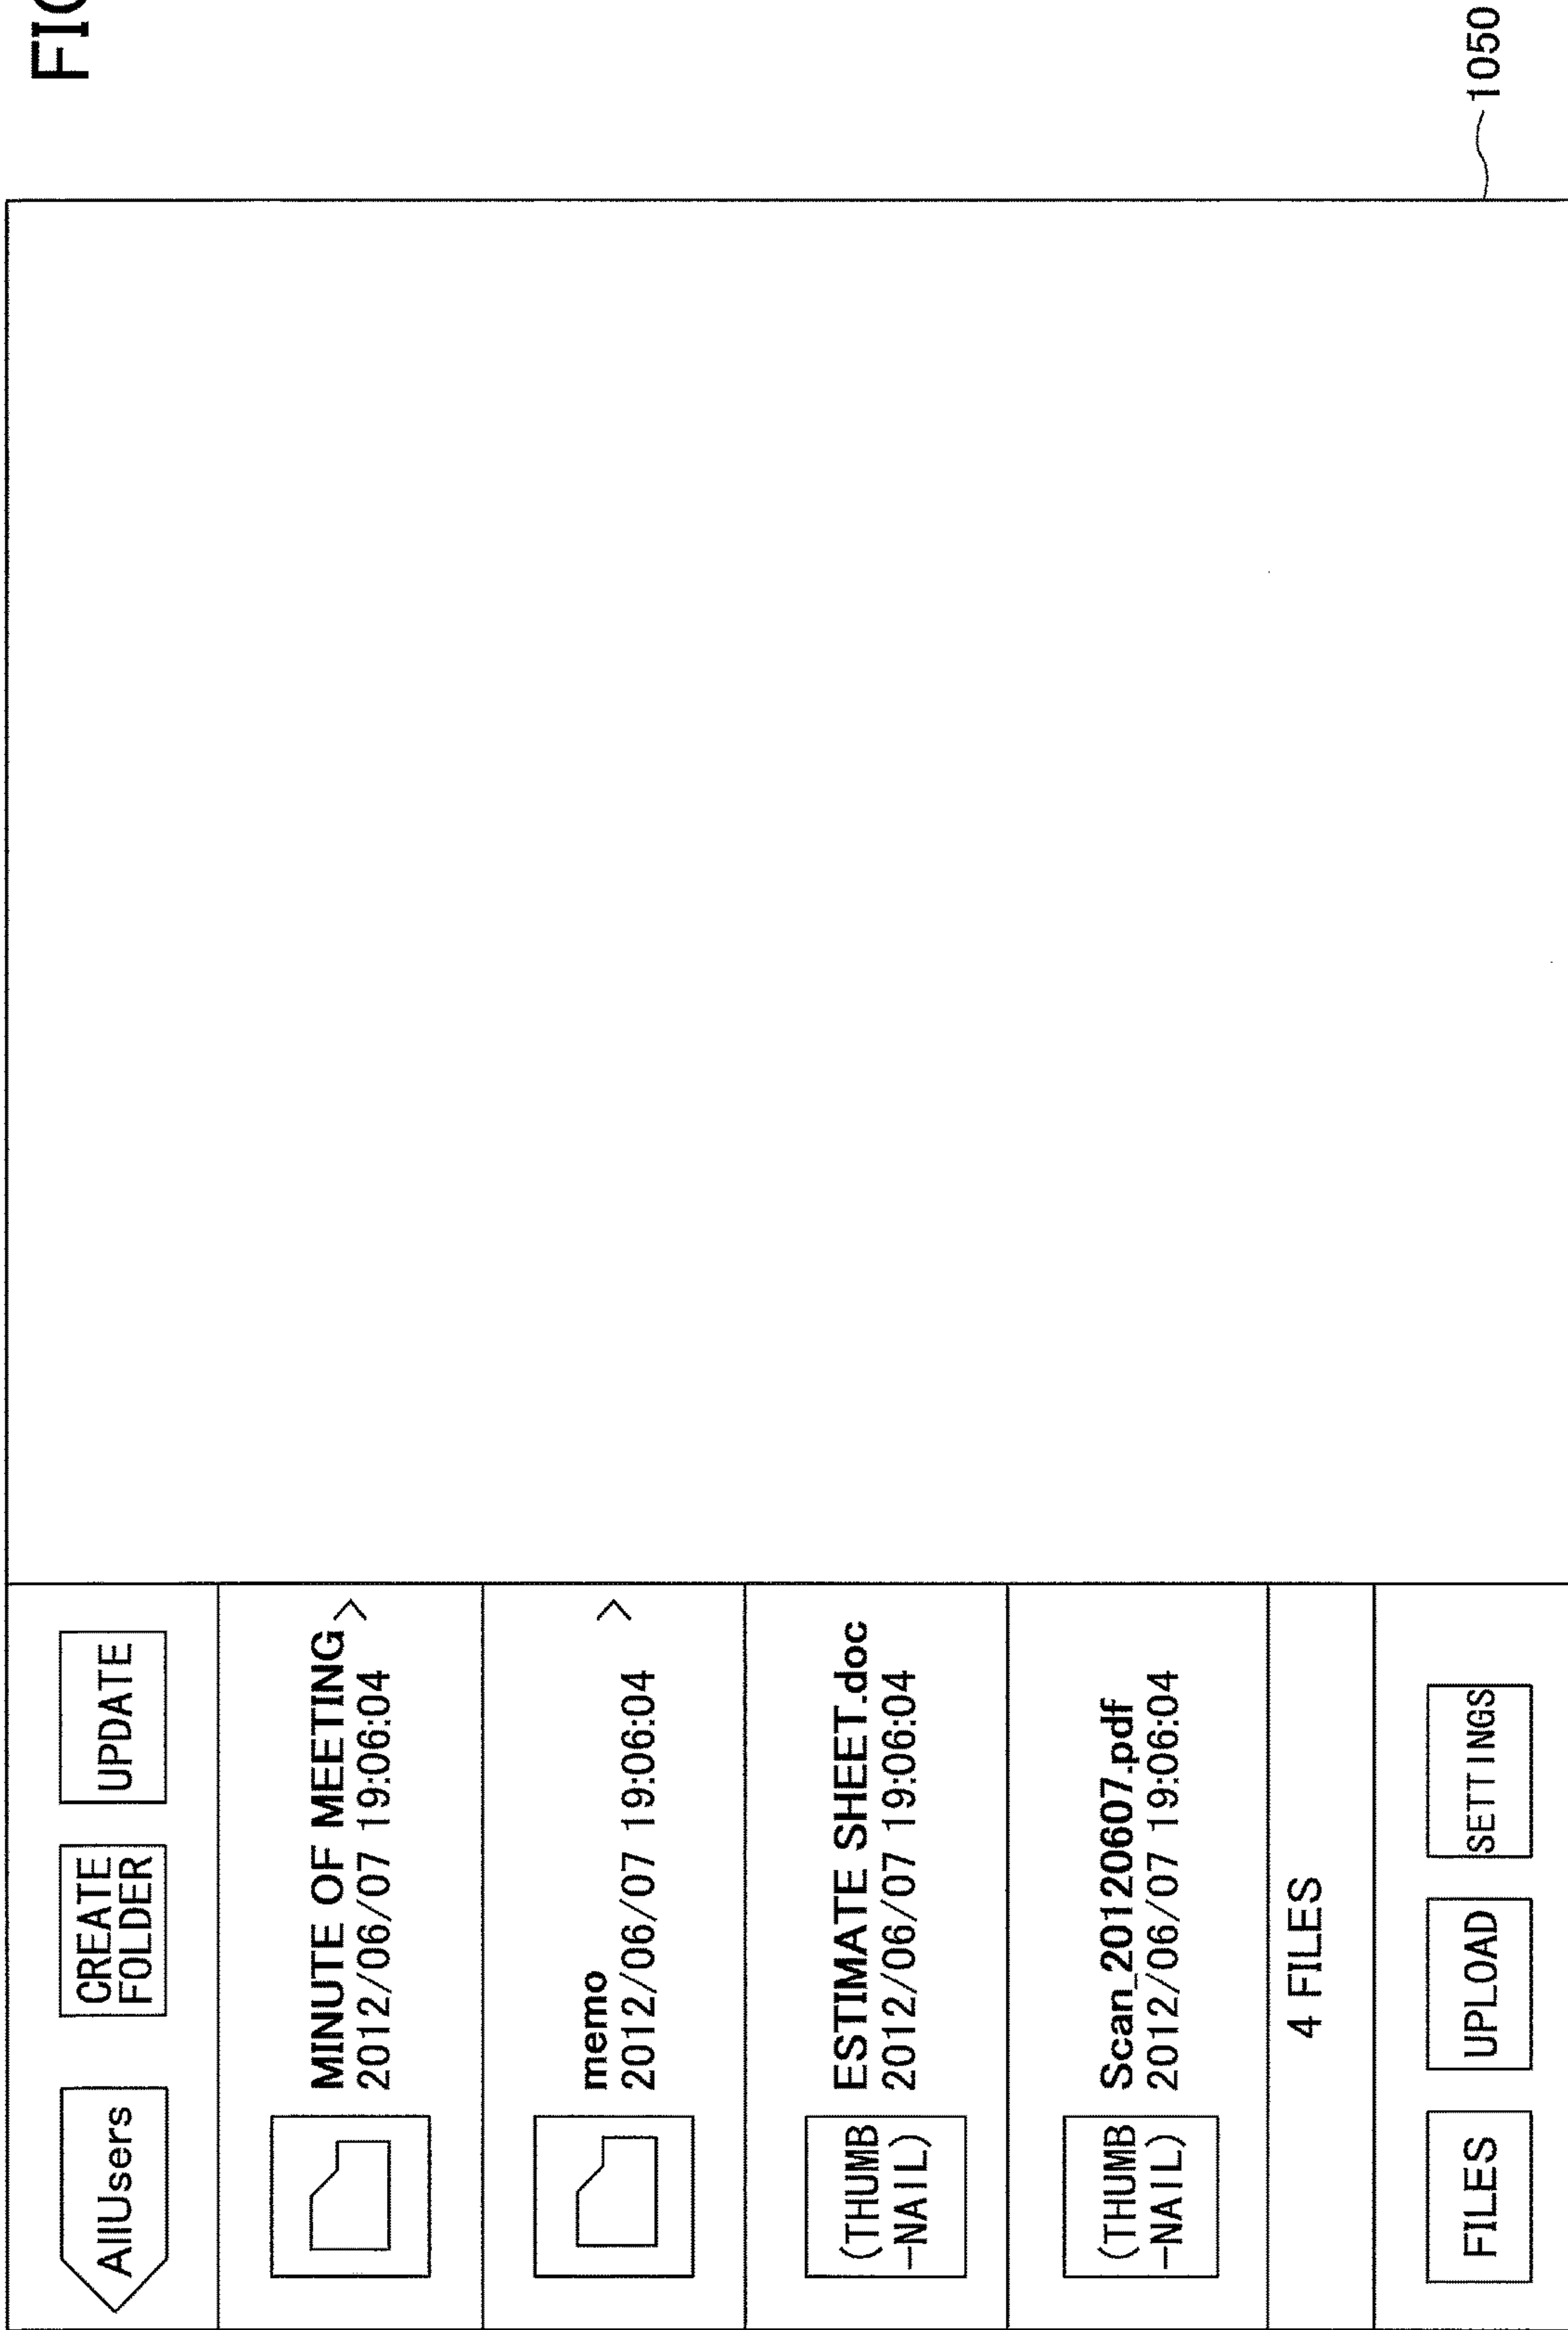 FIG
AllUsers
CREATE
FOLDER
UPDATE
MINUTE OF MEETING >
2012/06/07 19:06:04
memo >
2012/06/07 19:06:04
(THUMB
-NAIL)
ESTIMATE SHEET.doc
2012/06/07 19:06:04
(THUMB
-NAIL)
Scan_20120607.pdf
2012/06/07 19:06:04
4 FILES
FILES
UPLOAD
SETTINGS
1050